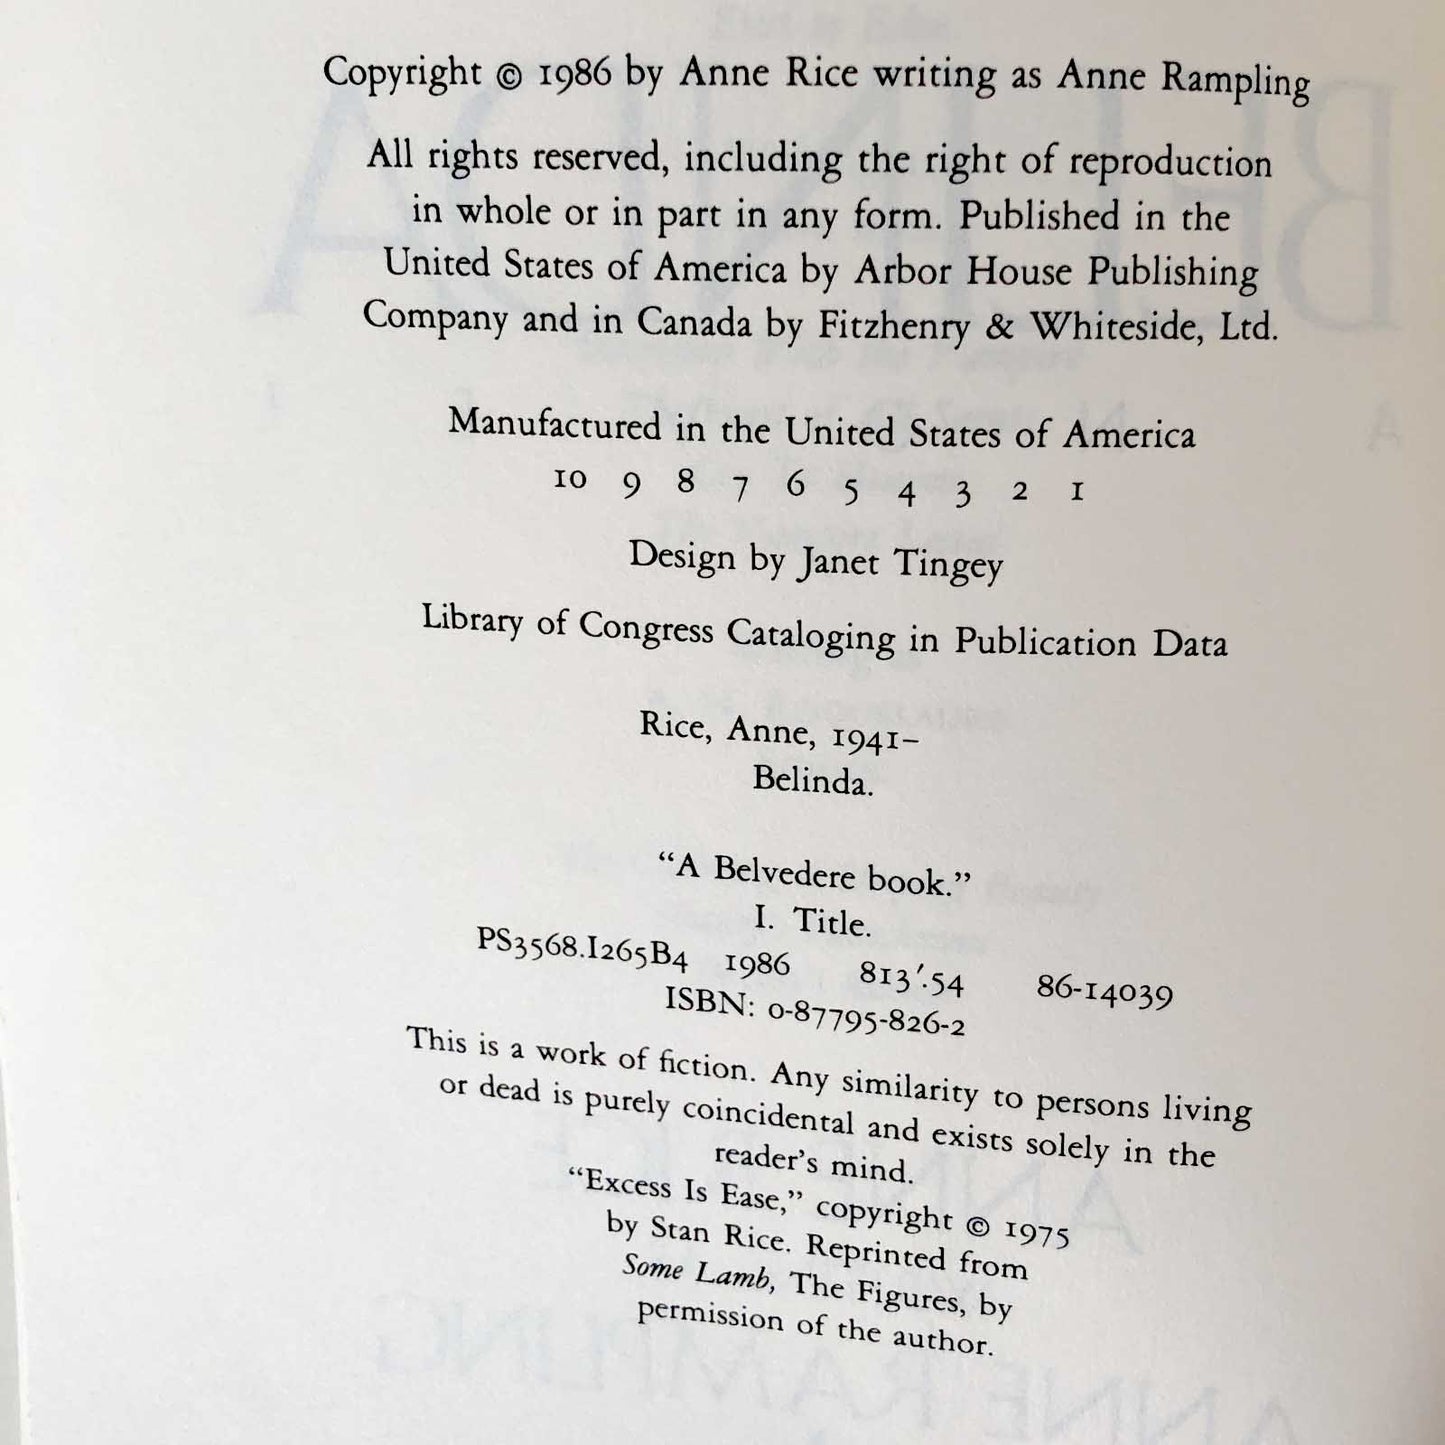 Copyright © 1986 by Anne Rice writing as Anne Rampling
All rights reserved, including the right of reproduction
in whole or in part in any form. Published in the
United States of America by Arbor House Publishing
Company and in Canada by Fitzhenry & Whiteside, Ltd.
Manufactured in the United States of America
10 9 8 7 6 5 4 3 2 1
Design by Janet Tingey
Library of Congress Cataloging in Publication Data
Rice, Anne, 1941–
Belinda.
“A Belvedere book.”
I. Title.
PS3568.I265B4 1986 813′.54 86-14039
ISBN: 0-87795-826-2
This is a work of fiction. Any similarity to persons living
or dead is purely coincidental and exists solely in the
reader’s mind.
“Excess Is Ease,” copyright © 1975
by Stan Rice. Reprinted from
Some Lamb, The Figures, by
permission of the author.